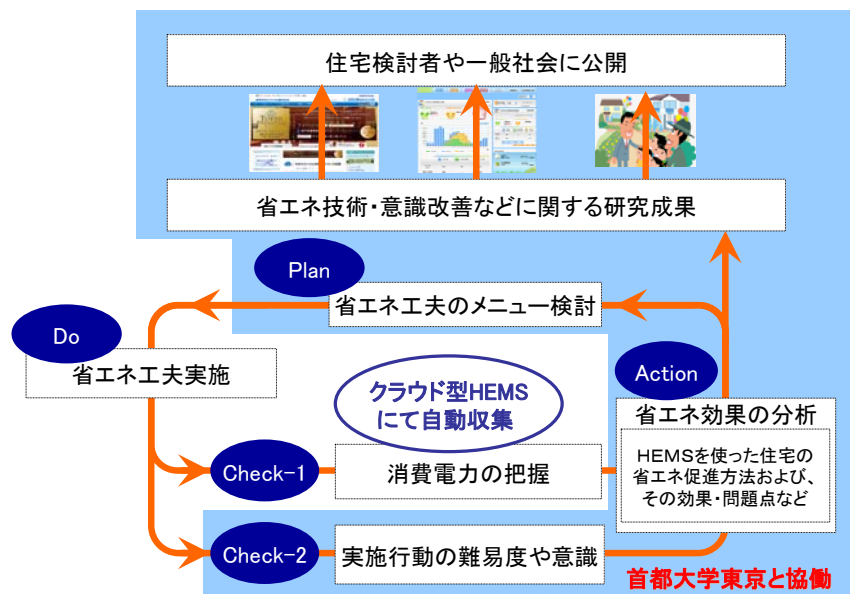 住宅検討者や一般社会に公開
省エネ技術・意識改善などに関する研究成果
Plan
省エネ工夫のメニュー検討
Do
省エネ工夫実施
クラウド型HEMS
にて自動収集
Action
省エネ効果の分析
HEMSを使った住宅の
省エネ促進方法および、
その効果・問題点など
Check-1
消費電力の把握
Check-2
実施行動の難易度や意識
首都大学東京と協働